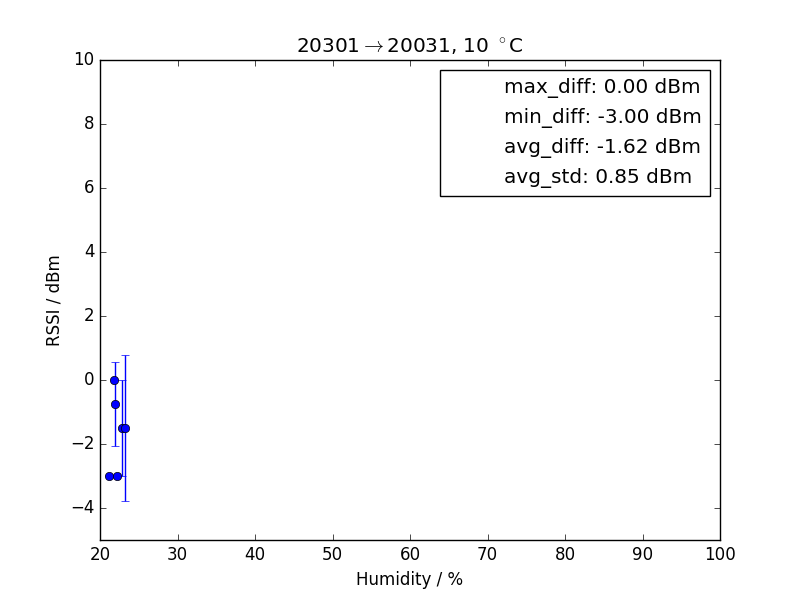 20301→20031, 10 °C
max_diff: 0.00 dBm
min_diff: -3.00 dBm
avg_diff: -1.62 dBm
avg_std: 0.85 dBm
10
8
6
4
2
0
−2
−4
RSSI / dBm
20 30 40 50 60 70 80 90 100
Humidity / %